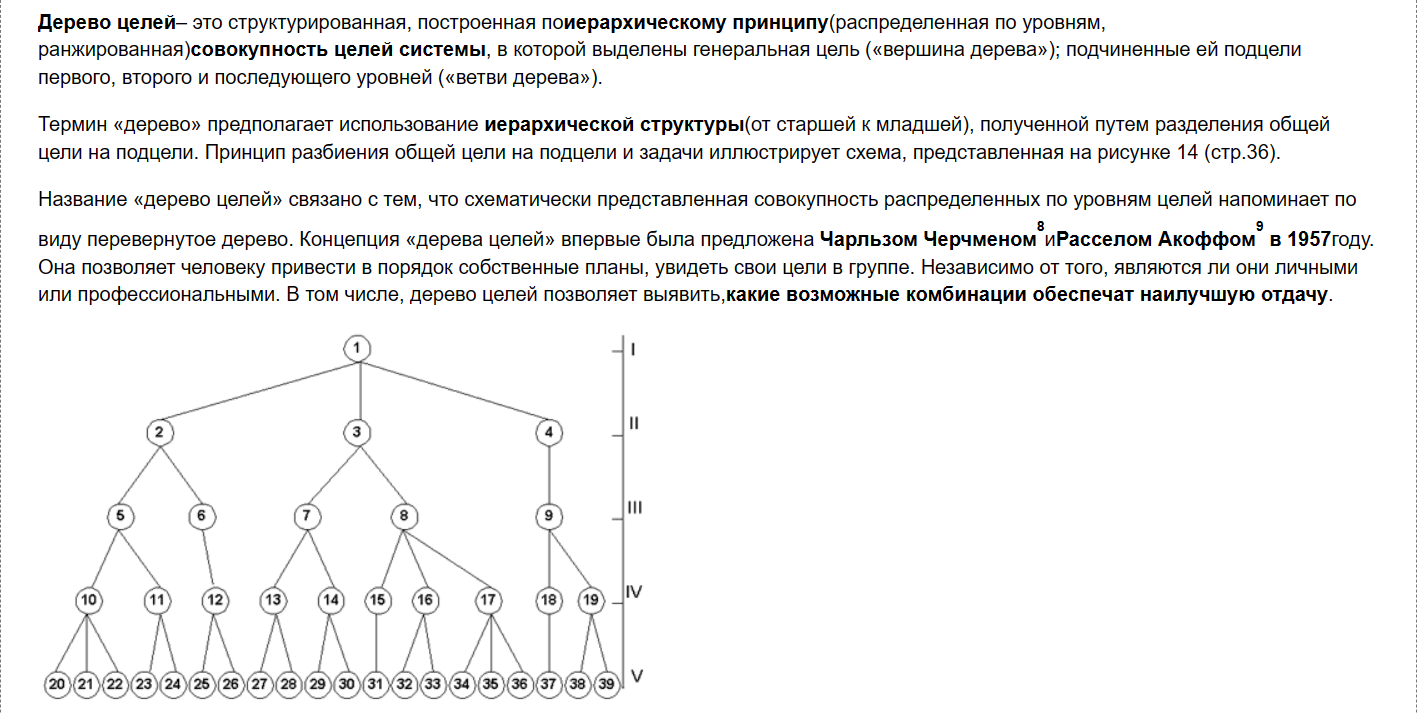 Дерево целей– это структурированная, построенная поиерархическому принципу(распределенная по уровням,
ранжированная)совокупность целей системы, в которой выделены генеральная цель («вершина дерева»); подчиненные ей подцели
первого, второго и последующего уровней («ветви дерева»).
Термин «дерево» предполагает использование иерархической структуры(от старшей к младшей), полученной путем разделения общей
цели на подцели. Принцип разбиения общей цели на подцели и задачи иллюстрирует схема, представленная на рисунке 14 (стр.36).
Название «дерево целей» связано с тем, что схематически представленная совокупность распределенных по уровням целей напоминает по
виду перевернутое дерево. Концепция «дерева целей» впервые была предложена Чарльзом Черчменом8иРасселом Акоффом9 в 1957году.
Она позволяет человеку привести в порядок собственные планы, увидеть свои цели в группе. Независимо от того, являются ли они личными
или профессиональными. В том числе, дерево целей позволяет выявить,какие возможные комбинации обеспечат наилучшую отдачу.
1 I
2 3 4 II
5 6 7 8 9 III
10 11 12 13 14 15 16 17 18 19 IV
20 21 22 23 24 25 26 27 28 29 30 31 32 33 34 35 36 37 38 39 V